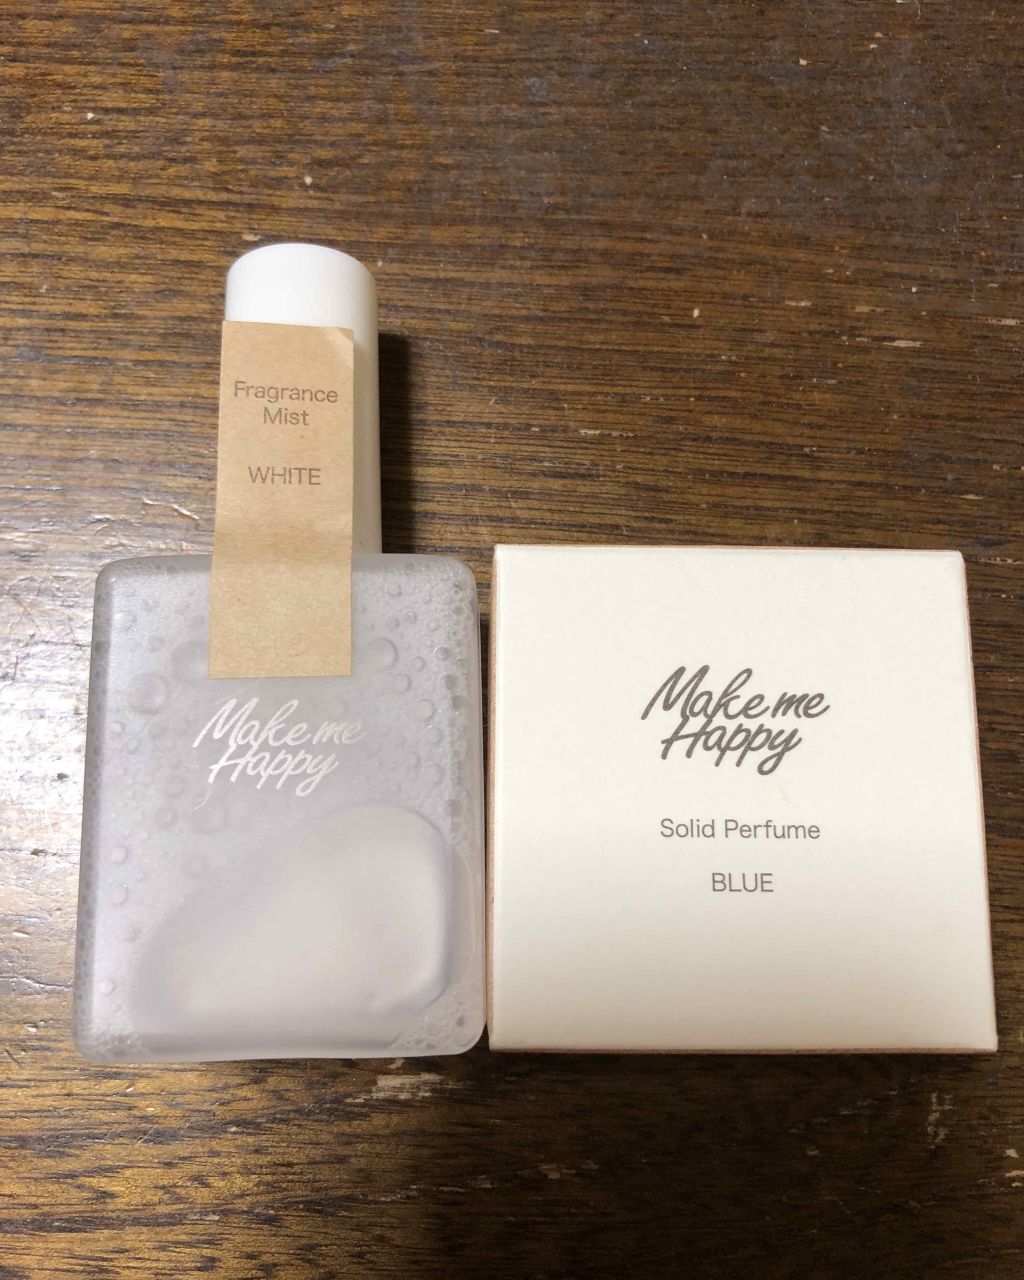 Fragrance
Mist
WHITE
Make me
Happy
Make me
Happy
Solid Perfume
BLUE